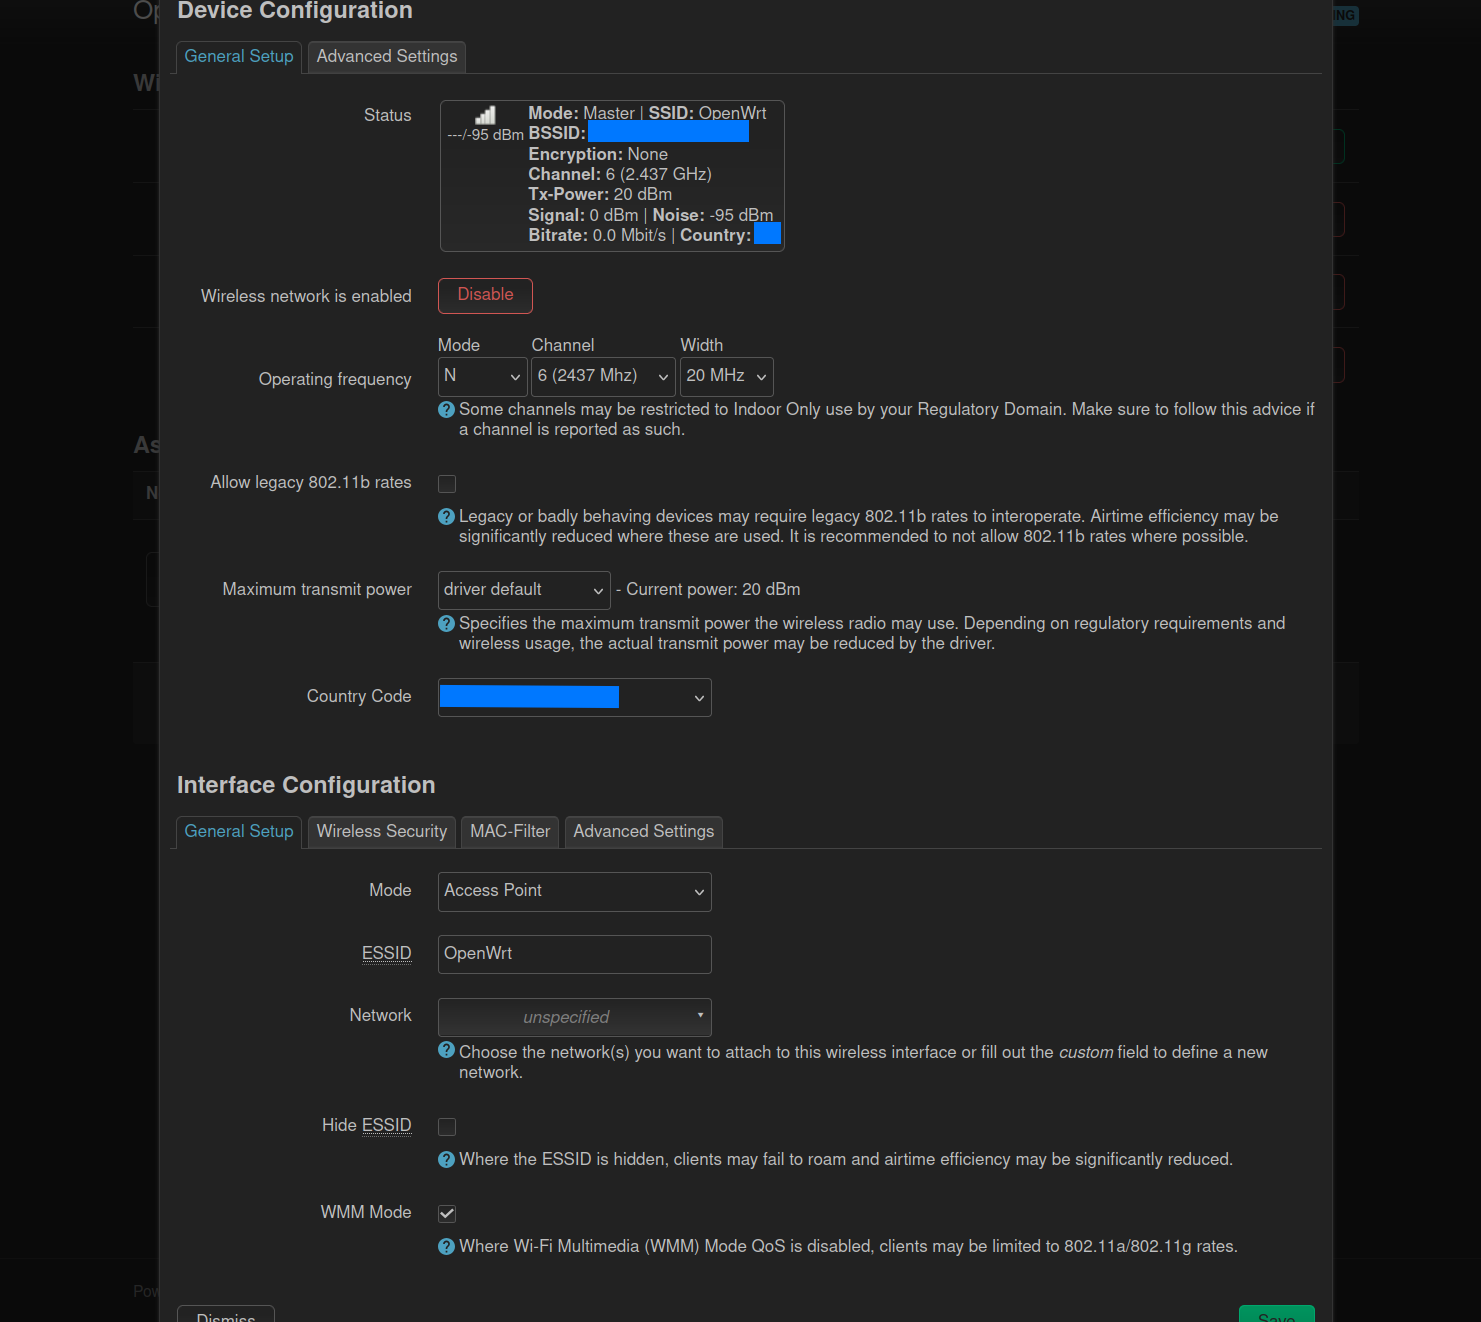 Op
Device Configuration
ING
General Setup
Advanced Settings
Wi
Status
---/-95 dBm
Mode: Master | SSID: OpenWrt
BSSID:
Encryption: None
Channel: 6 (2.437 GHz)
Tx-Power: 20 dBm
Signal: 0 dBm | Noise: -95 dBm
Bitrate: 0.0 Mbit/s | Country:
Wireless network is enabled
Disable
Mode Channel Width
Operating frequency
N 6 (2437 Mhz) 20 MHz
Some channels may be restricted to Indoor Only use by your Regulatory Domain. Make sure to follow this advice if
a channel is reported as such.
As
N
Allow legacy 802.11b rates
Legacy or badly behaving devices may require legacy 802.11b rates to interoperate. Airtime efficiency may be
significantly reduced where these are used. It is recommended to not allow 802.11b rates where possible.
Maximum transmit power
driver default
- Current power: 20 dBm
Specifies the maximum transmit power the wireless radio may use. Depending on regulatory requirements and
wireless usage, the actual transmit power may be reduced by the driver.
Country Code
Interface Configuration
General Setup
Wireless Security
MAC-Filter
Advanced Settings
Mode
Access Point
ESSID
OpenWrt
Network
unspecified
Choose the network(s) you want to attach to this wireless interface or fill out the custom field to define a new
network.
Hide ESSID
Where the ESSID is hidden, clients may fail to roam and airtime efficiency may be significantly reduced.
WMM Mode
Where Wi-Fi Multimedia (WMM) Mode QoS is disabled, clients may be limited to 802.11a/802.11g rates.
Pow
Dismiss
Save